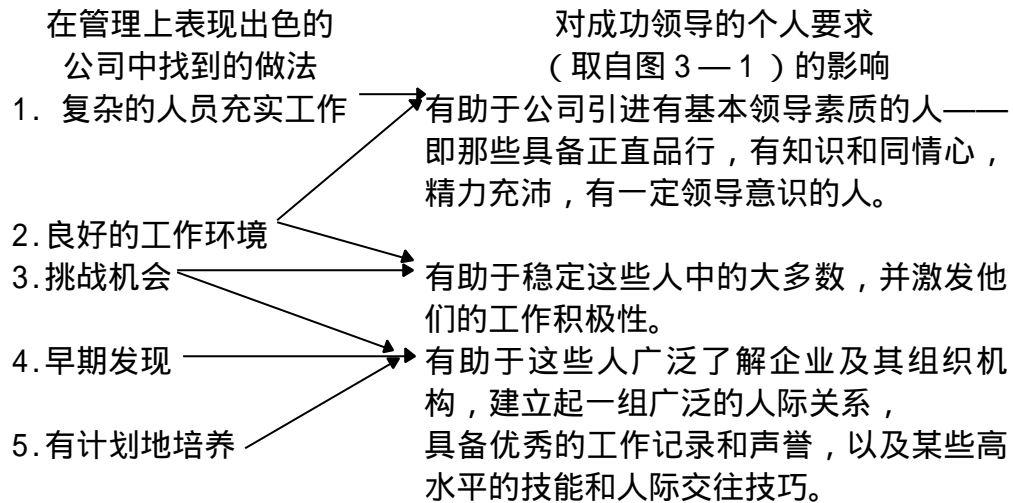 在管理上表现出色的
公司中找到的做法
1. 复杂的人员充实工作
2.良好的工作环境
3.挑战机会
4.早期发现
5.有计划地培养
对成功领导的个人要求
（取自图3—1）的影响
有助于公司引进有基本领导素质的人——
即那些具备正直品行，有知识和同情心，
精力充沛，有一定领导意识的人。
有助于稳定这些人中的大多数，并激发他
们的工作积极性。
有助于这些人广泛了解企业及其组织机
构，建立起一组广泛的人际关系，
具备优秀的工作记录和声誉，以及某些高
水平的技能和人际交往技巧。